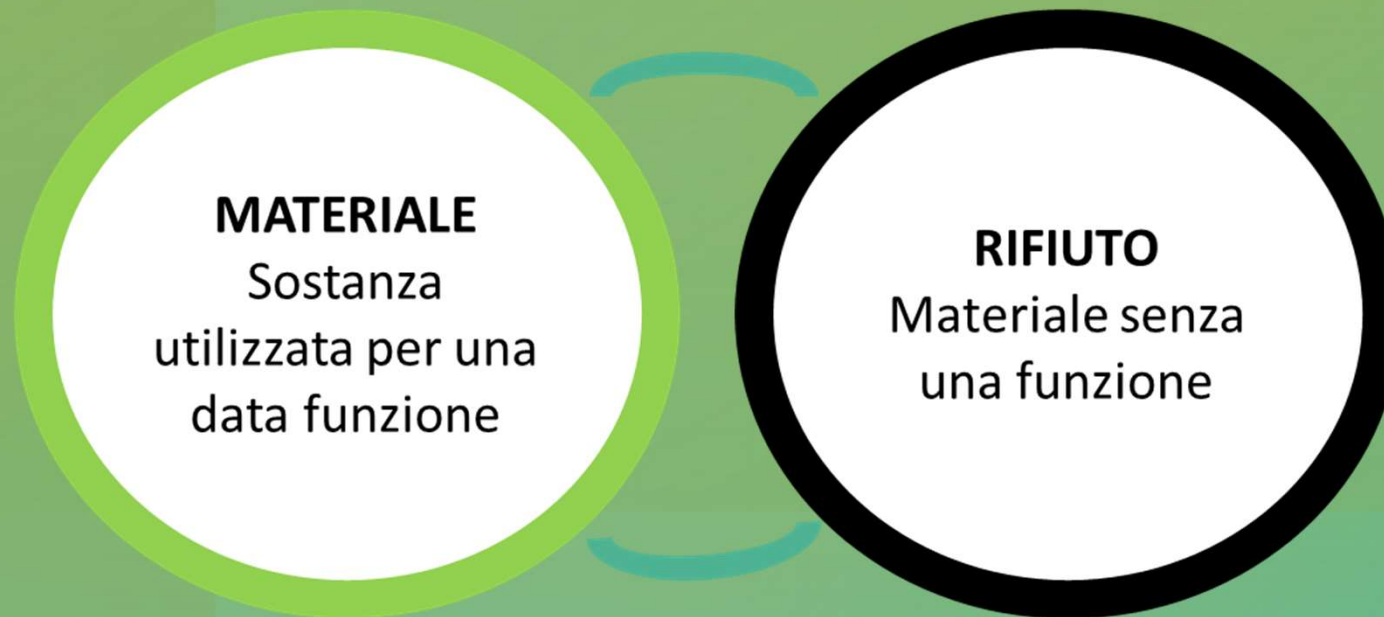 MATERIALE
Sostanza
utilizzata per una
data funzione
RIFIUTO
Materiale senza
una funzione